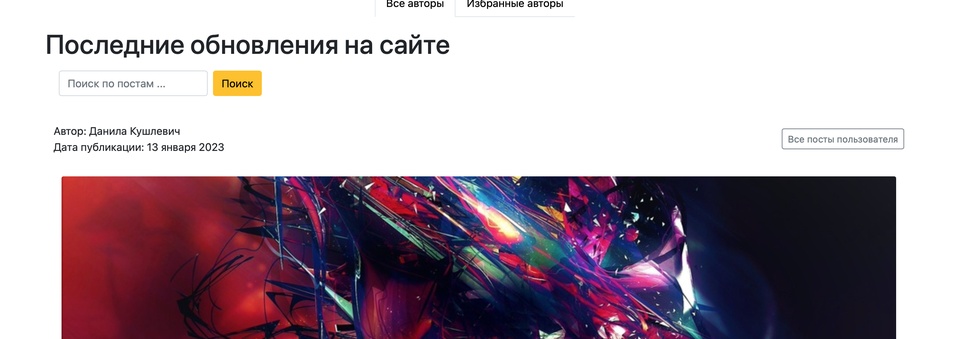 Все авторы Избранные авторы
Последние обновления на сайте
Поиск по постам ... Поиск
Автор: Данила Кушлевич
Дата публикации: 13 января 2023
Все посты пользователя